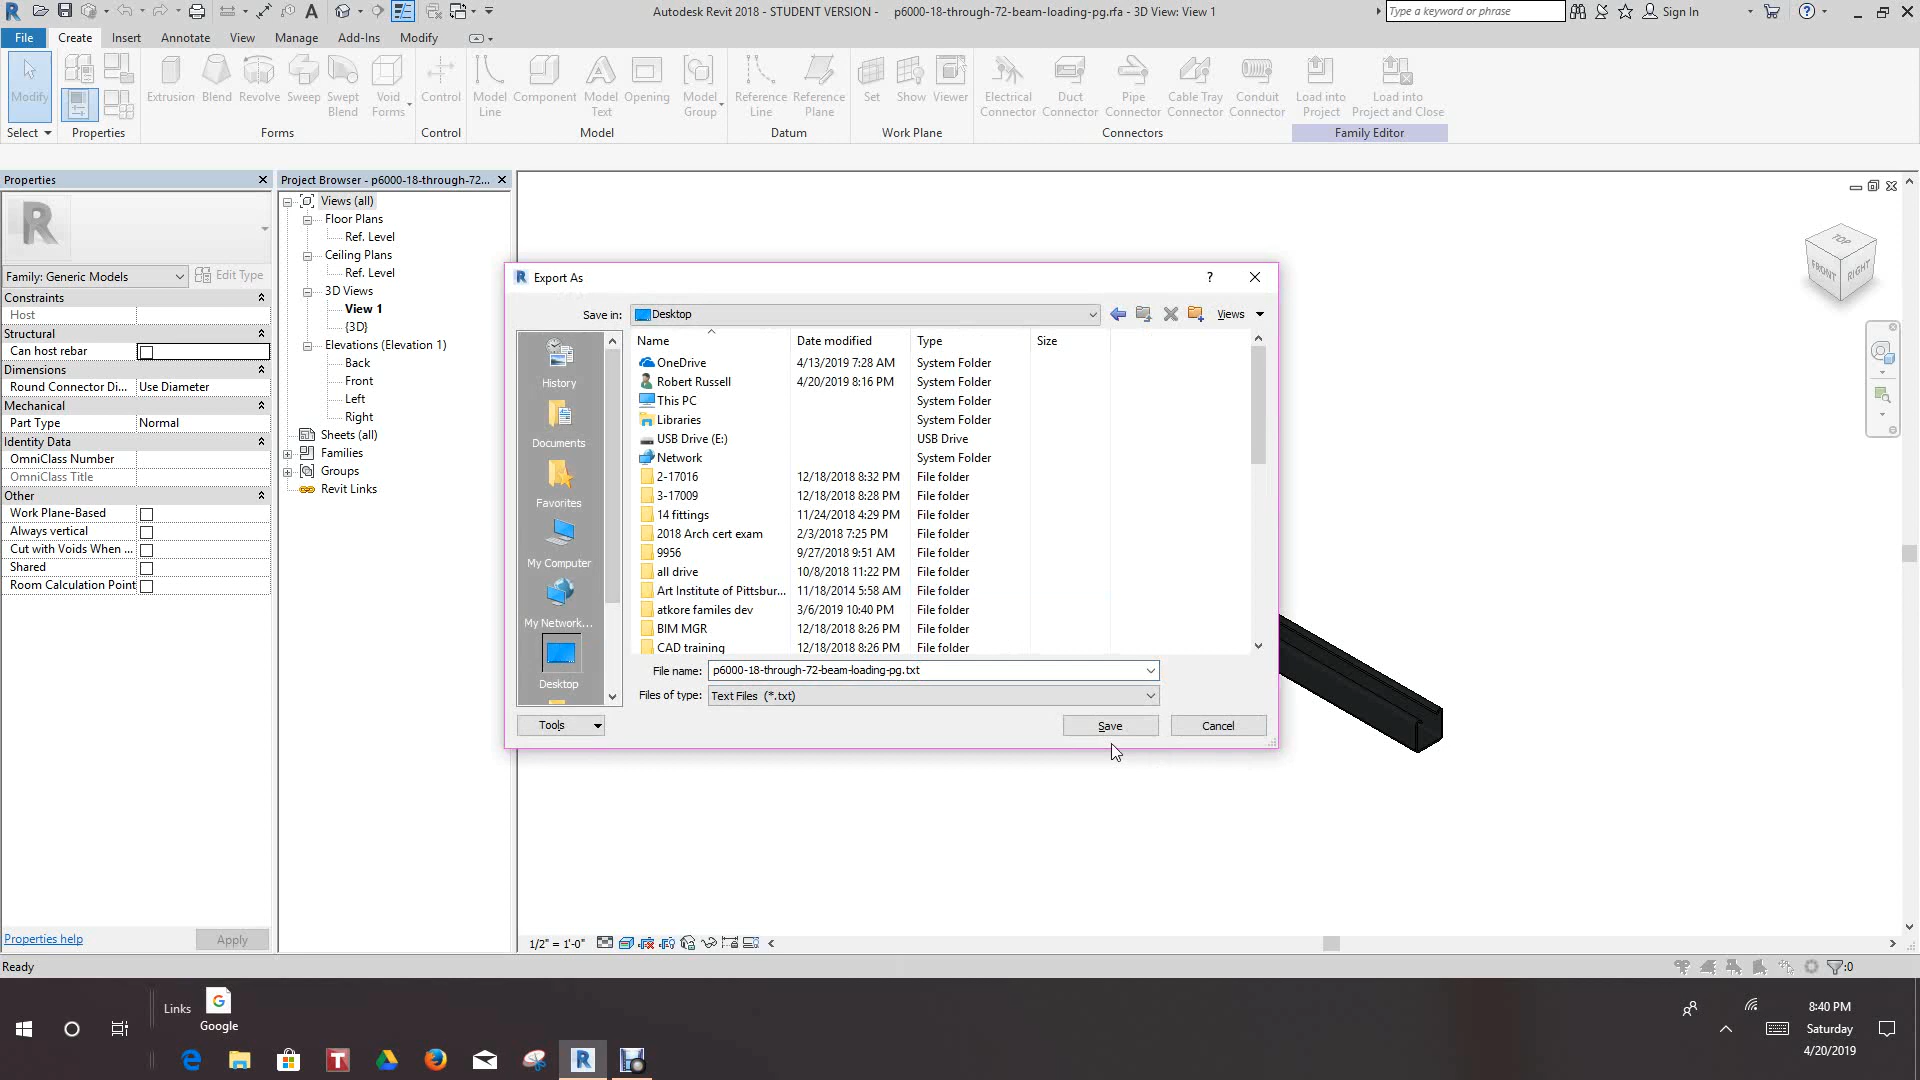 Autodesk Revit 2018 - STUDENT VERSION - p6000-18-through-72-beam-loading-pg.rfa - 3D View: View 1
Type a keyword or phrase
Sign In
File Create Insert Annotate View Manage Add-Ins Modify
Modify
Extrusion Blend Revolve Sweep Swept Blend Void Forms
Control
Model Line Component Model Text Opening Model Group
Reference Line Reference Plane
Set Show Viewer
Electrical Connector Duct Connector Pipe Connector Cable Tray Connector Conduit Connector
Load into Project Load into Project and Close
Select Properties Forms Control Model Datum Work Plane Connectors Family Editor
Properties
Family: Generic Models Edit Type
Constraints
Host
Structural
Can host rebar
Dimensions
Round Connector Di... Use Diameter
Mechanical
Part Type Normal
Identity Data
OmniClass Number
OmniClass Title
Other
Work Plane-Based
Always vertical
Cut with Voids When ...
Shared
Room Calculation Point
Properties help Apply
Project Browser - p6000-18-through-72...
Views (all)
Floor Plans
Ref. Level
Ceiling Plans
Ref. Level
3D Views
View 1
{3D}
Elevations (Elevation 1)
Back
Front
Left
Right
Sheets (all)
Families
Groups
Revit Links
Export As
?
Save in: Desktop Views
History
Documents
Favorites
My Computer
My Network...
Desktop
Name Date modified Type Size
OneDrive 4/13/2019 7:28 AM System Folder
Robert Russell 4/20/2019 8:16 PM System Folder
This PC System Folder
Libraries System Folder
USB Drive (E:) USB Drive
Network System Folder
2-17016 12/18/2018 8:32 PM File folder
3-17009 12/18/2018 8:28 PM File folder
14 fittings 11/24/2018 4:29 PM File folder
2018 Arch cert exam 2/3/2018 7:25 PM File folder
9956 9/27/2018 9:51 AM File folder
all drive 10/8/2018 11:22 PM File folder
Art Institute of Pittsbur... 11/18/2014 5:58 AM File folder
atkore familes dev 3/6/2019 10:40 PM File folder
BIM MGR 12/18/2018 8:26 PM File folder
CAD training 12/18/2018 8:26 PM File folder
File name: p6000-18-through-72-beam-loading-pg.txt
Files of type: Text Files (*.txt)
Tools Save Cancel
TOP
FRONT RIGHT
1/2" = 1'-0"
Ready
:0
Links
Google
8:40 PM
Saturday
4/20/2019